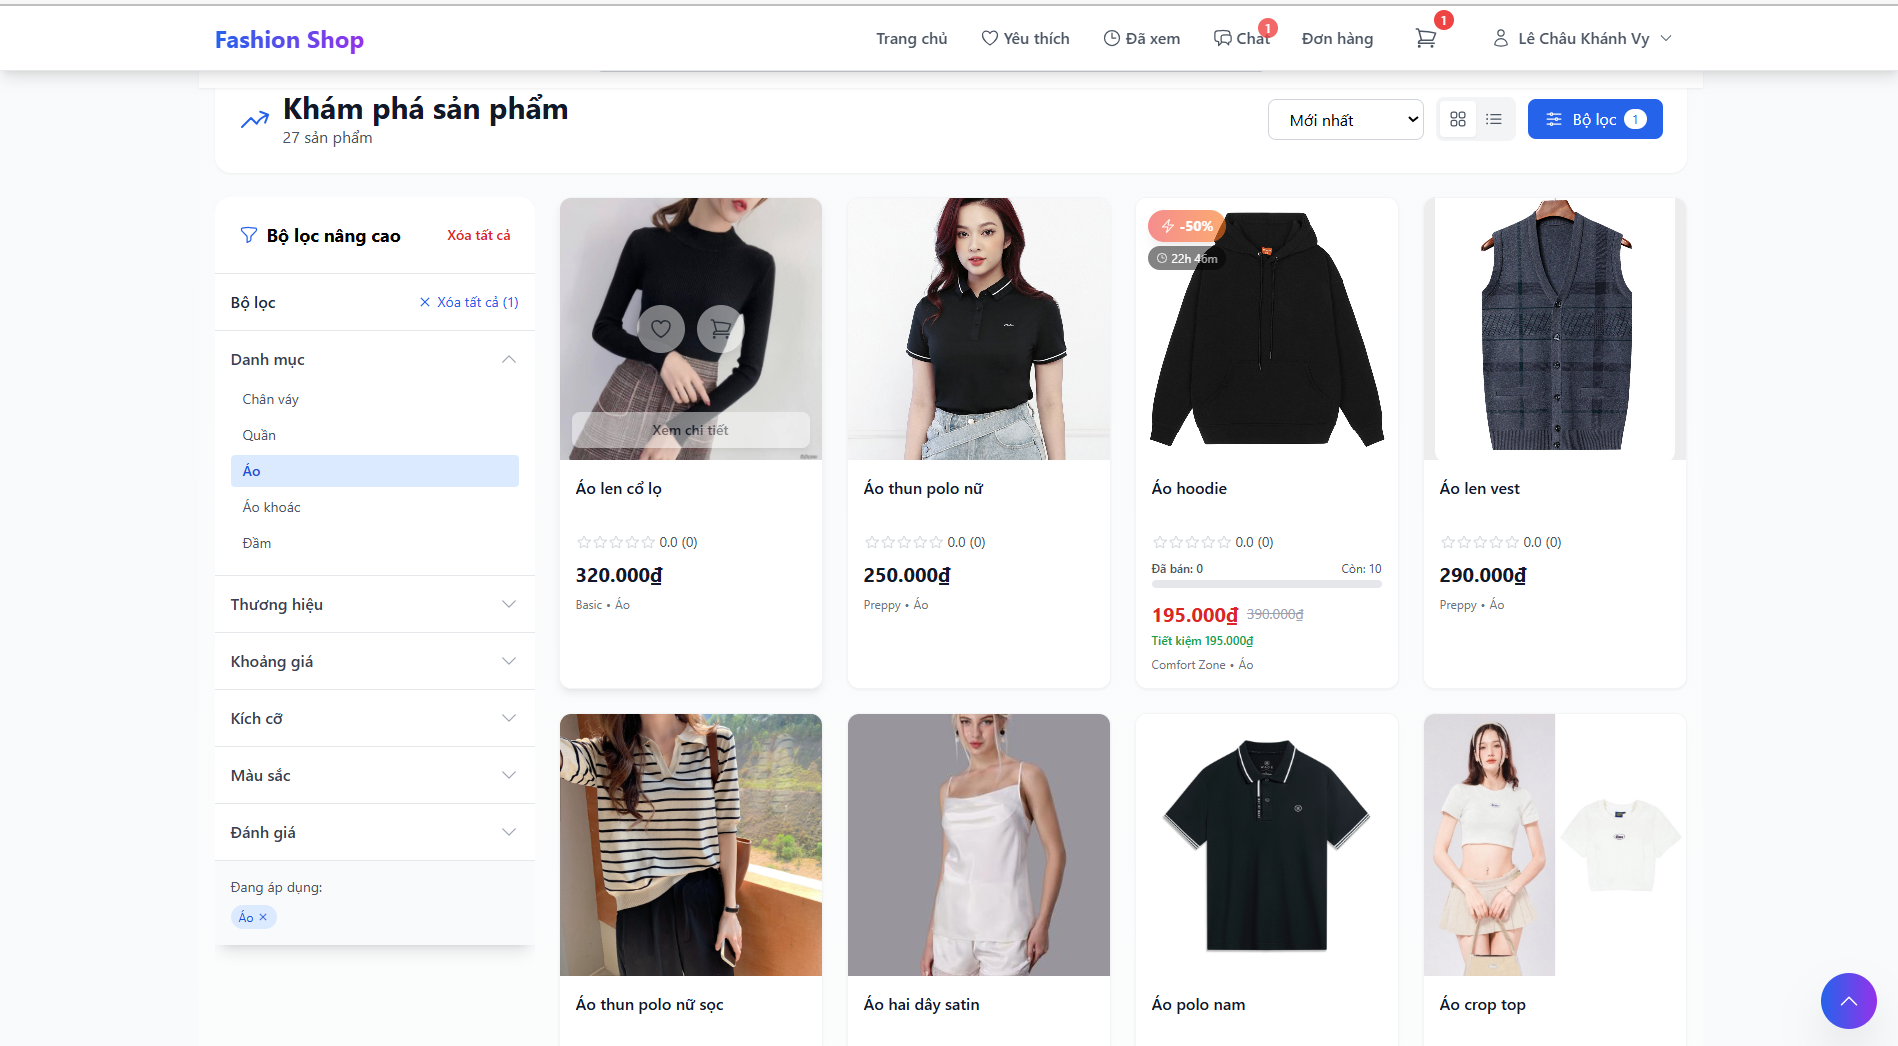 Fashion Shop
Trang chủ
Yêu thích
Đã xem
Chat
1
Đơn hàng
1
Lê Châu Khánh Vy
Khám phá sản phẩm
27 sản phẩm
Mới nhất
Bộ lọc 1
Bộ lọc nâng cao
Xóa tất cả
Bộ lọc
Xóa tất cả (1)
Danh mục
Chân váy
Quần
Áo
Áo khoác
Đầm
Thương hiệu
Khoảng giá
Kích cỡ
Màu sắc
Đánh giá
Đang áp dụng:
Áo ×
Xem chi tiết
Áo len cổ lọ
0.0 (0)
320.000₫
Basic • Áo
Áo thun polo nữ
0.0 (0)
250.000₫
Preppy • Áo
-50%
22h 46m
Áo hoodie
0.0 (0)
Đã bán: 0
Còn: 10
195.000₫ 390.000₫
Tiết kiệm 195.000₫
Comfort Zone • Áo
Áo len vest
0.0 (0)
290.000₫
Preppy • Áo
Áo thun polo nữ sọc
Áo hai dây satin
Áo polo nam
Áo crop top